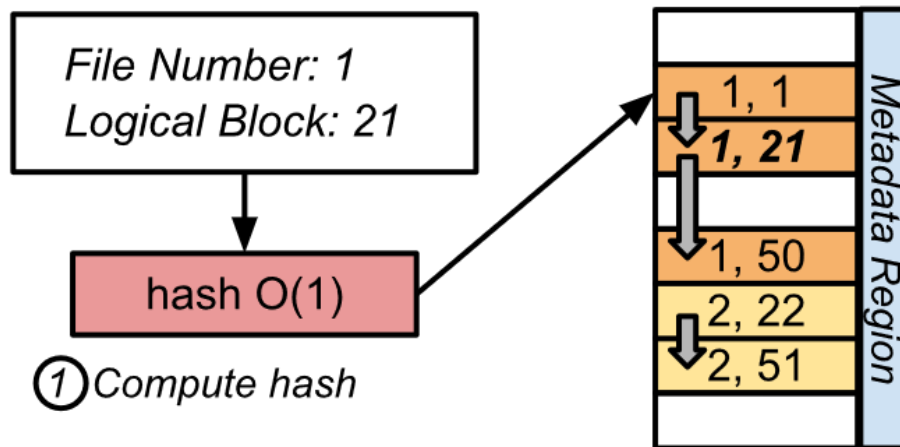 File Number: 1
Logical Block: 21
hash O(1)
1 Compute hash
1, 1
1, 21
1, 50
2, 22
2, 51
Metadata Region